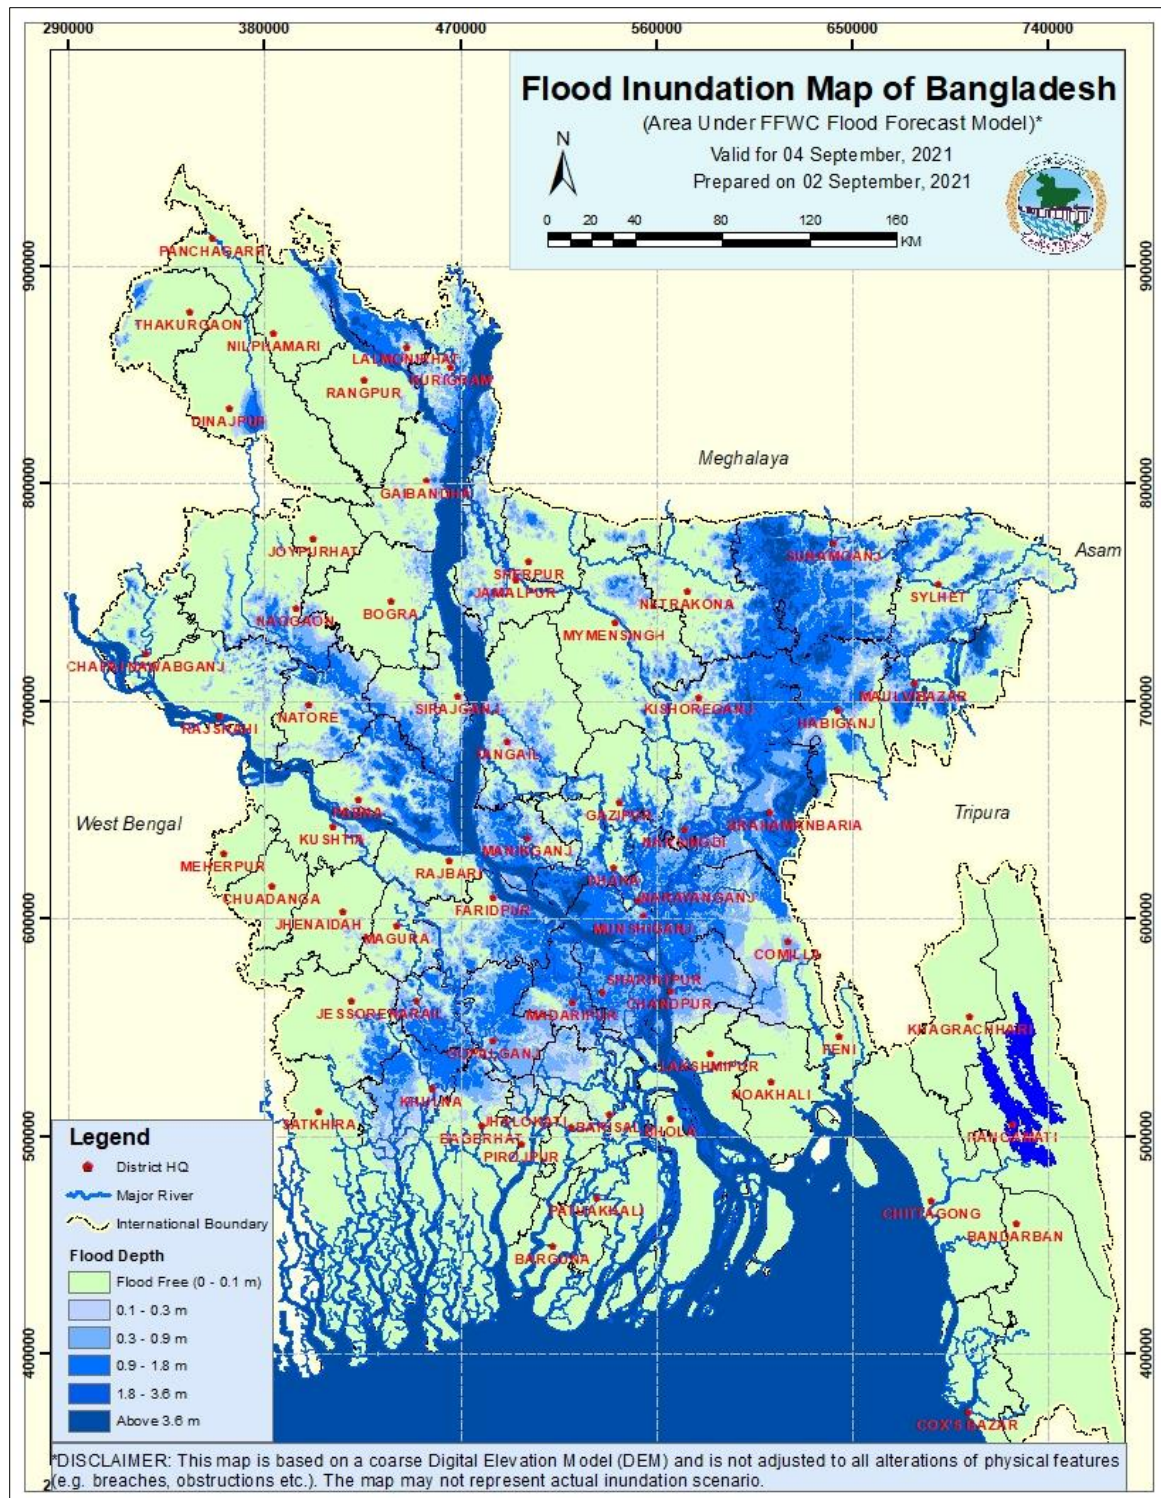 290000 380000 470000 560000 650000 740000
Flood Inundation Map of Bangladesh
(Area Under FFWC Flood Forecast Model)*
Valid for 04 September, 2021
Prepared on 02 September, 2021
N
0 20 40 80 120 160
KM
900000 900000
PANCHAGARH
THAKURGAON
NILPHAMARI
LALMONIRHAT
KURIGRAM
RANGPUR
DINAJPUR
Meghalaya
800000 800000
GAIBANDHA
JOYPURHAT
SUNAMGANJ
Asam
SHERPUR
JAMALPUR
SYLHET
NETRAKONA
BOGRA
NAOGAON
MYMENSINGH
CHAPAINAWABGANJ
MAULVIBAZAR
700000 700000
SIRAJGANJ
KISHOREGANJ
NATORE
HABIGANJ
RAJSHAHI
TANGAIL
PABNA
GAZIPUR
Tripura
West Bengal
BRAHAMANBARIA
KUSHTIA
NARSINGDI
MANIKGANJ
MEHERPUR
RAJBARI
DHAKA
CHUADANGA
NARAYANGANJ
FARIDPUR
600000 600000
JHENAIDAH
MUNSHIGANJ
MAGURA
COMILLA
SHARIATPUR
CHANDPUR
JESSORE NARAIL
MADARIPUR
KHAGRACHHARI
FENI
GOPALGANJ
LAKSHMIPUR
NOAKHALI
KHULNA
SATKHIRA
JHALOKATI
BARISAL
BHOLA
500000 500000
BAGERHAT
RANGAMATI
PIROJPUR
PATUAKHALI
CHITTAGONG
BANDARBAN
BARGUNA
400000 400000
COX'S BAZAR
Legend
District HQ
Major River
International Boundary
Flood Depth
Flood Free (0 - 0.1 m)
0.1 - 0.3 m
0.3 - 0.9 m
0.9 - 1.8 m
1.8 - 3.6 m
Above 3.6 m
*DISCLAIMER: This map is based on a coarse Digital Elevation Model (DEM) and is not adjusted to all alterations of physical features
(e.g. breaches, obstructions etc.). The map may not represent actual inundation scenario.